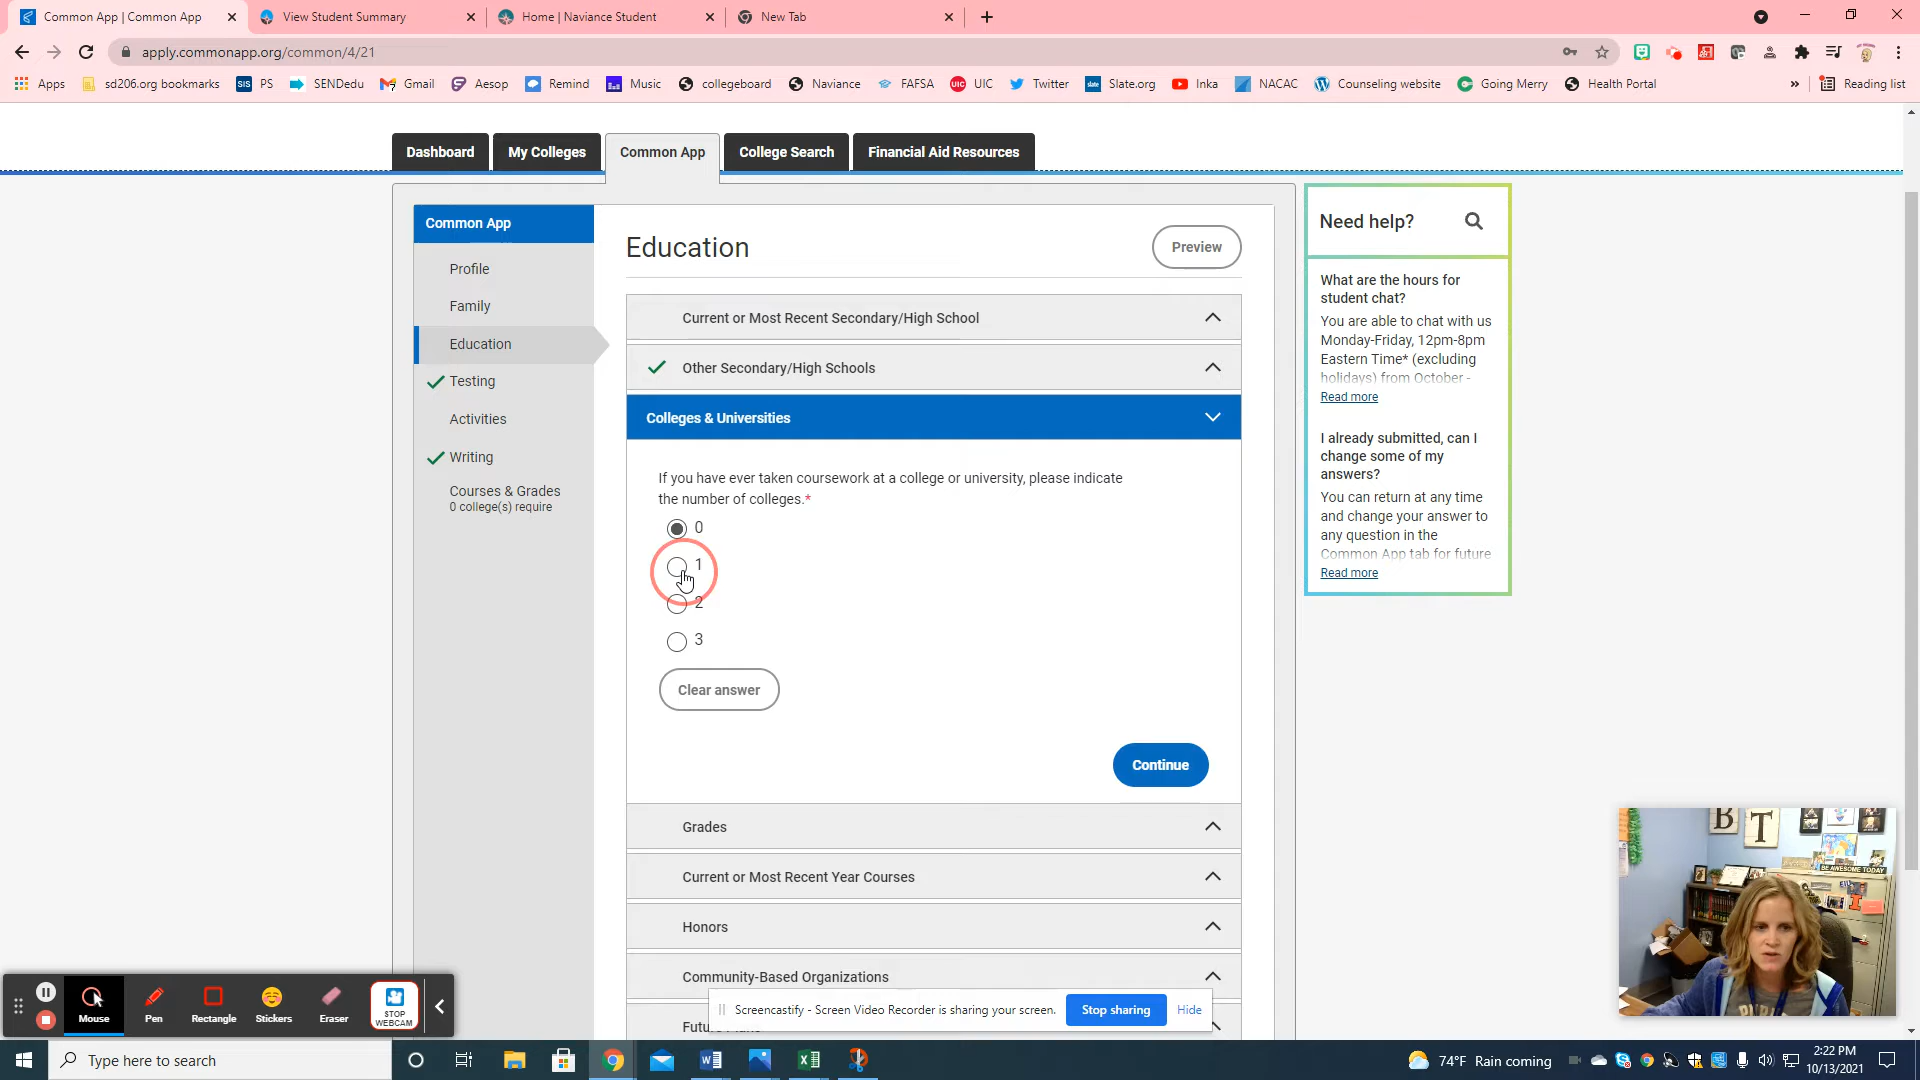 Common App | Common App
View Student Summary
Home | Naviance Student
New Tab
apply.commonapp.org/common/4/21
Apps
sd206.org bookmarks
SIS
PS
SENDedu
Gmail
Aesop
Remind
Music
collegeboard
Naviance
FAFSA
UIC
UIC
Twitter
slate
Slate.org
Inka
NACAC
Counseling website
Going Merry
Health Portal
»
Reading list
Dashboard
My Colleges
Common App
College Search
Financial Aid Resources
Common App
Profile
Family
Education
Testing
Activities
Writing
Courses & Grades
0 college(s) require
Education
Preview
Current or Most Recent Secondary/High School
Other Secondary/High Schools
Colleges & Universities
If you have ever taken coursework at a college or university, please indicate
the number of colleges.*
0
1
2
3
Clear answer
Continue
Grades
Current or Most Recent Year Courses
Honors
Community-Based Organizations
Need help?
What are the hours for
student chat?
You are able to chat with us
Monday-Friday, 12pm-8pm
Eastern Time* (excluding
holidays) from October -
Read more
I already submitted, can I
change some of my
answers?
You can return at any time
and change your answer to
any question in the
Common App tab for future
Read more
B T
BE AWESOME TODAY
Mouse
Pen
Rectangle
Stickers
Eraser
STOP
WEBCAM
Screencastify - Screen Video Recorder is sharing your screen.
Stop sharing
Hide
Type here to search
74°F Rain coming
2:22 PM
10/13/2021